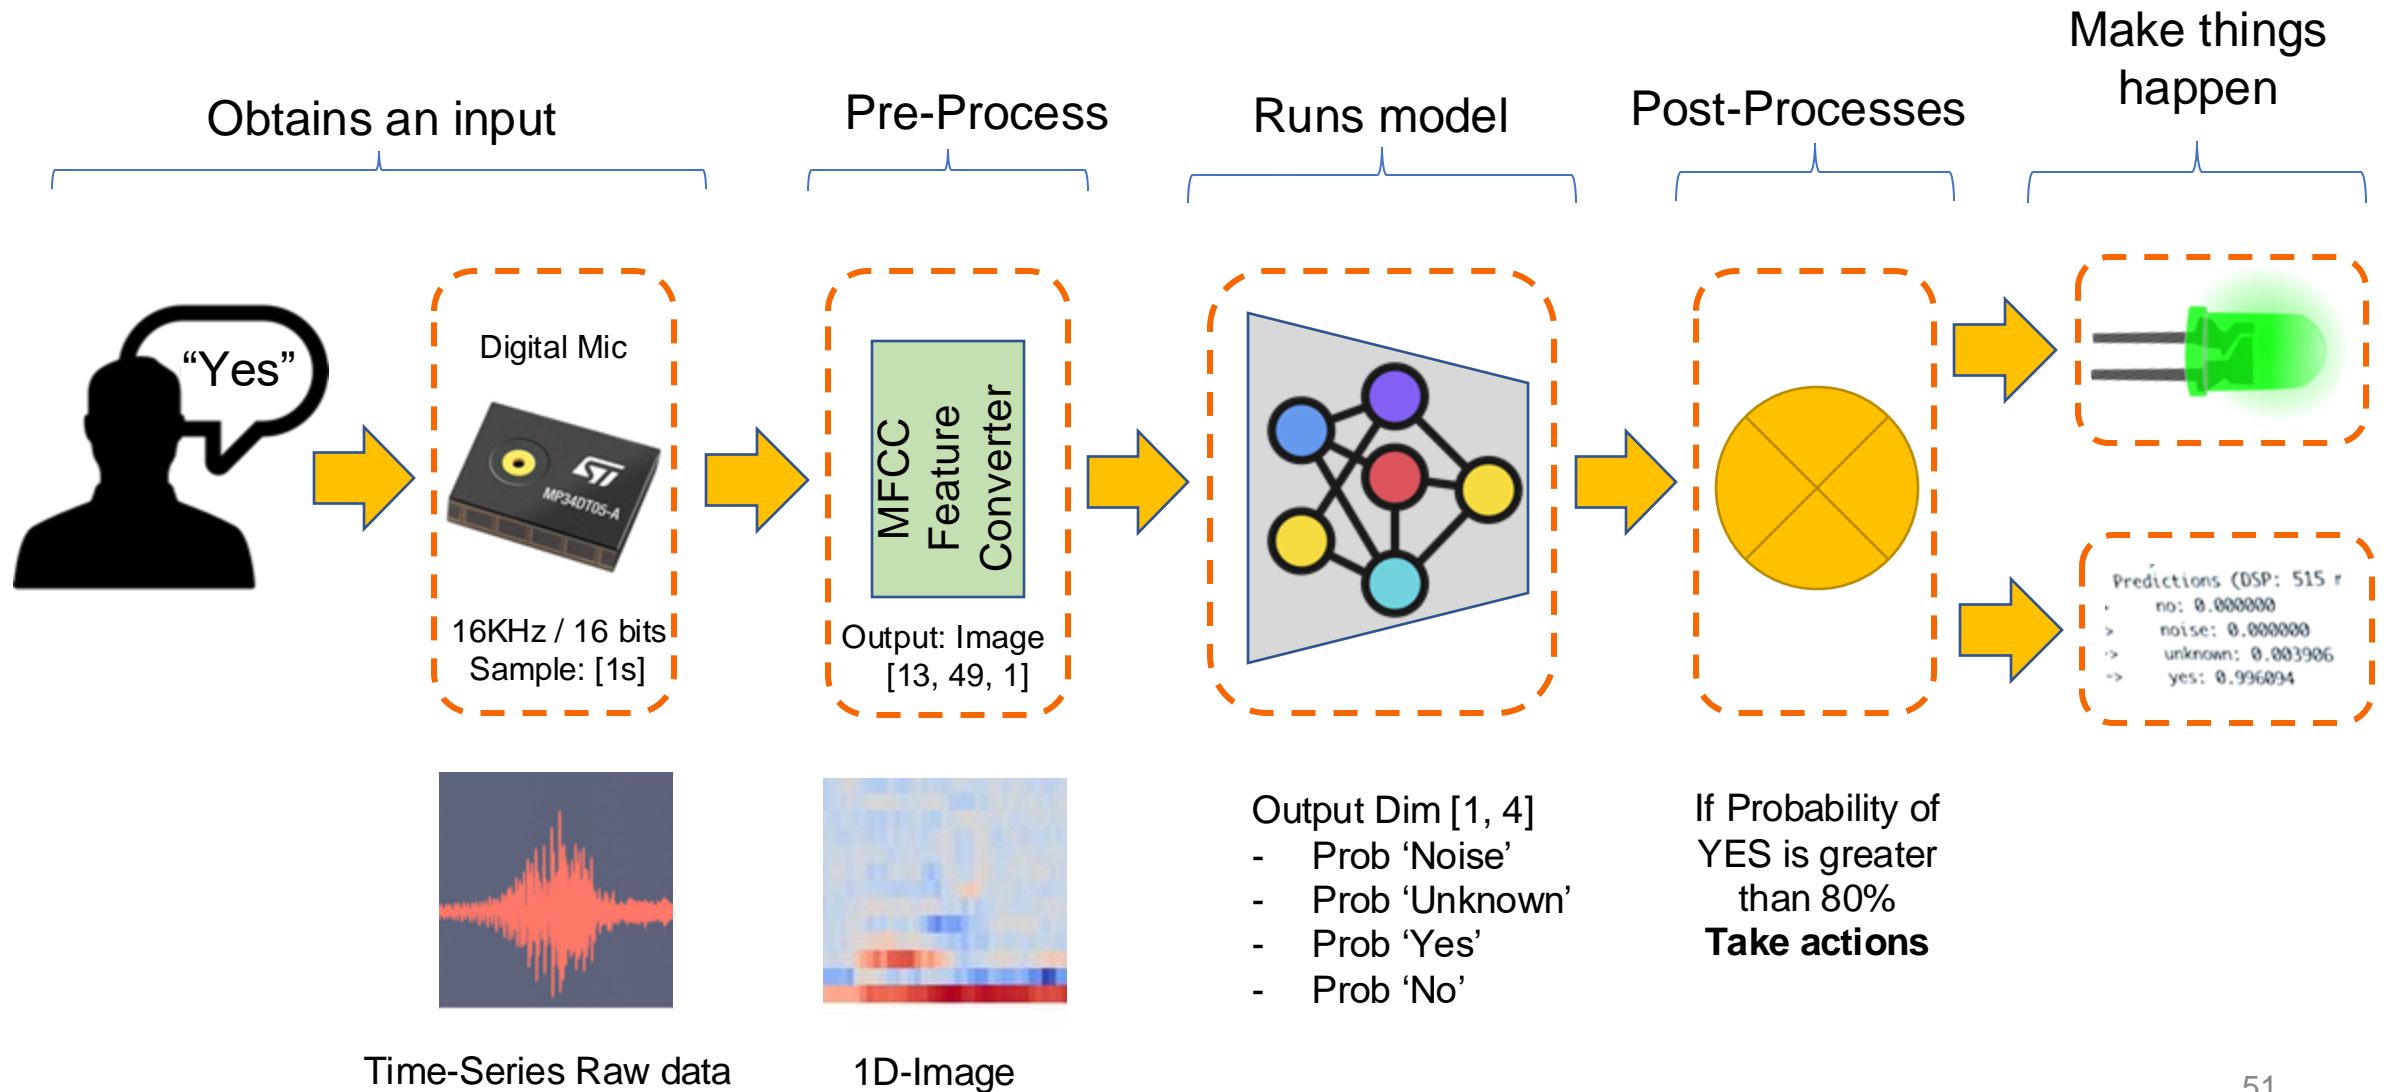 Make things
happen
Obtains an input
Pre-Process
Runs model
Post-Processes
“Yes”
Digital Mic
ST
MP34DT05-A
16KHz / 16 bits
Sample: [1s]
MFCC
Feature
Converter
Output: Image
[13, 49, 1]
Predictions (DSP: 515
no: 0.000000
> noise: 0.000000
-> unknown: 0.003906
-> yes: 0.996094
Time-Series Raw data
1D-Image
Output Dim [1, 4]
- Prob ‘Noise’
- Prob ‘Unknown’
- Prob ‘Yes’
- Prob ‘No’
If Probability of
YES is greater
than 80%
Take actions
51